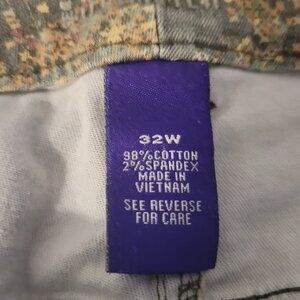 32W
98%COTTON
2%SPANDEX
MADE IN
VIETNAM
SEE REVERSE
FOR CARE